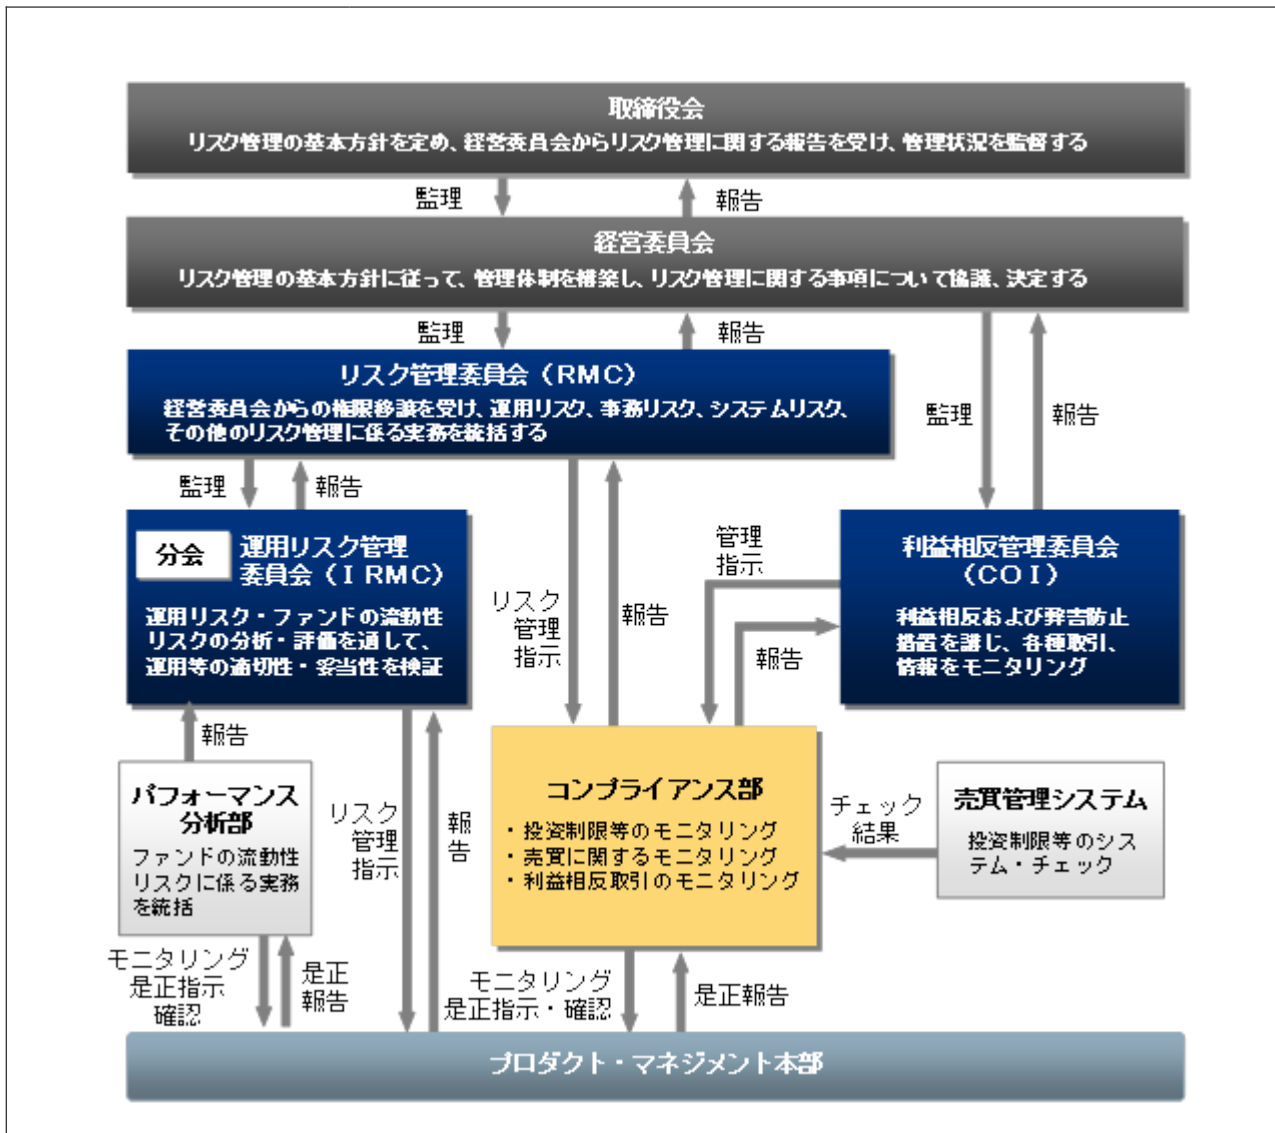 取締役会
リスク管理の基本方針を定め、経営委員会からリスク管理に関する報告を受け、管理状況を監督する
監理
報告
経営委員会
リスク管理の基本方針に従って、管理体制を構築し、リスク管理に関する事項について協議、決定する
監理
報告
リスク管理委員会（RMC）
経営委員会からの権限移譲を受け、運用リスク、事務リスク、システムリスク、
その他のリスク管理に係る実務を統括する
監理
報告
監理
報告
分会
運用リスク管理
委員会（ＩRMC）
運用リスク・ファンドの流動性
リスクの分析・評価を通して、
運用等の適切性・妥当性を検証
リスク
管理
指示
報告
管理
指示
報告
利益相反管理委員会
（COＩ）
利益相反および弊害防止
措置を講じ、各種取引、
情報をモニタリング
報告
パフォーマンス
分析部
ファンドの流動性
リスクに係る実務
を統括
リスク
管理
指示
報
告
コンプライアンス部
・投資制限等のモニタリング
・売買に関するモニタリング
・利益相反取引のモニタリング
チェック
結果
売買管理システム
投資制限等のシス
テム・チェック
モニタリング
是正指示
確認
是正
報告
モニタリング
是正指示・確認
是正報告
プロダクト・マネジメント本部